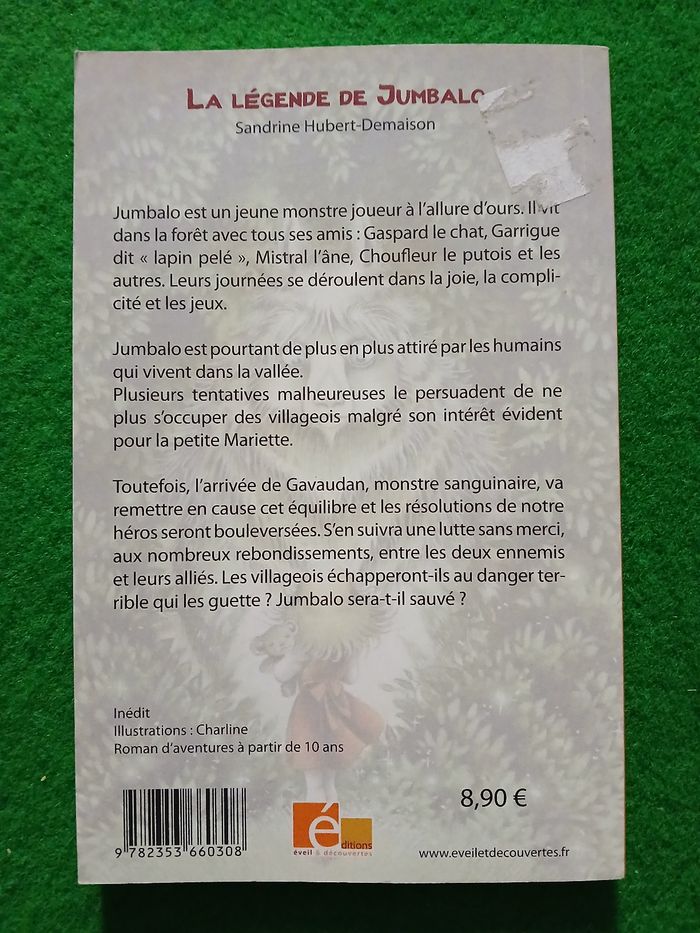 La légende de Jumbalo
Sandrine Hubert-Demaison
Jumbalo est un jeune monstre joueur à l'allure d'ours. Il vit
dans la forêt avec tous ses amis : Gaspard le chat, Garrigue
dit « lapin pelé », Mistral l'âne, Choufleur le putois et les
autres. Leurs journées se déroulent dans la joie, la compli-
cité et les jeux.
Jumbalo est pourtant de plus en plus attiré par les humains
qui vivent dans la vallée.
Plusieurs tentatives malheureuses le persuadent de ne
plus s'occuper des villageois malgré son intérêt évident
pour la petite Mariette.
Toutefois, l'arrivée de Gavaudan, monstre sanguinaire, va
remettre en cause cet équilibre et les résolutions de notre
héros seront bouleversées. S'en suivra une lutte sans merci,
aux nombreux rebondissements, entre les deux ennemis
et leurs alliés. Les villageois échapperont-ils au danger ter-
rible qui les guette ? Jumbalo sera-t-il sauvé ?
Inédit
Illustrations : Charline
Roman d'aventures à partir de 10 ans
8,90 €
éditions
éveil & découvertes
9 782353 660308
www.eveiletdecouvertes.fr